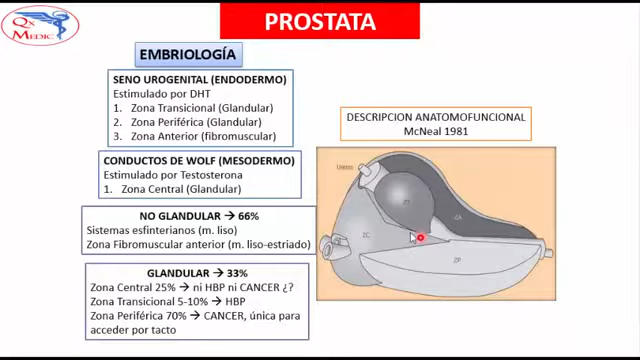 Qx
MEDIC
PROSTATA
EMBRIOLOGÍA
SENO UROGENITAL (ENDODERMO)
Estimulado por DHT
1. Zona Transicional (Glandular)
2. Zona Periférica (Glandular)
3. Zona Anterior (fibromuscular)
CONDUCTOS DE WOLF (MESODERMO)
Estimulado por Testosterona
1. Zona Central (Glandular)
NO GLANDULAR → 66%
Sistemas esfinterianos (m. liso)
Zona Fibromuscular anterior (m. liso-estriado)
GLANDULAR → 33%
Zona Central 25% → ni HBP ni CANCER ¿?
Zona Transicional 5-10% → HBP
Zona Periférica 70% → CANCER, única para
acceder por tacto
DESCRIPCION ANATOMOFUNCIONAL
McNeal 1981
ZT
ZA
ZC
ZP